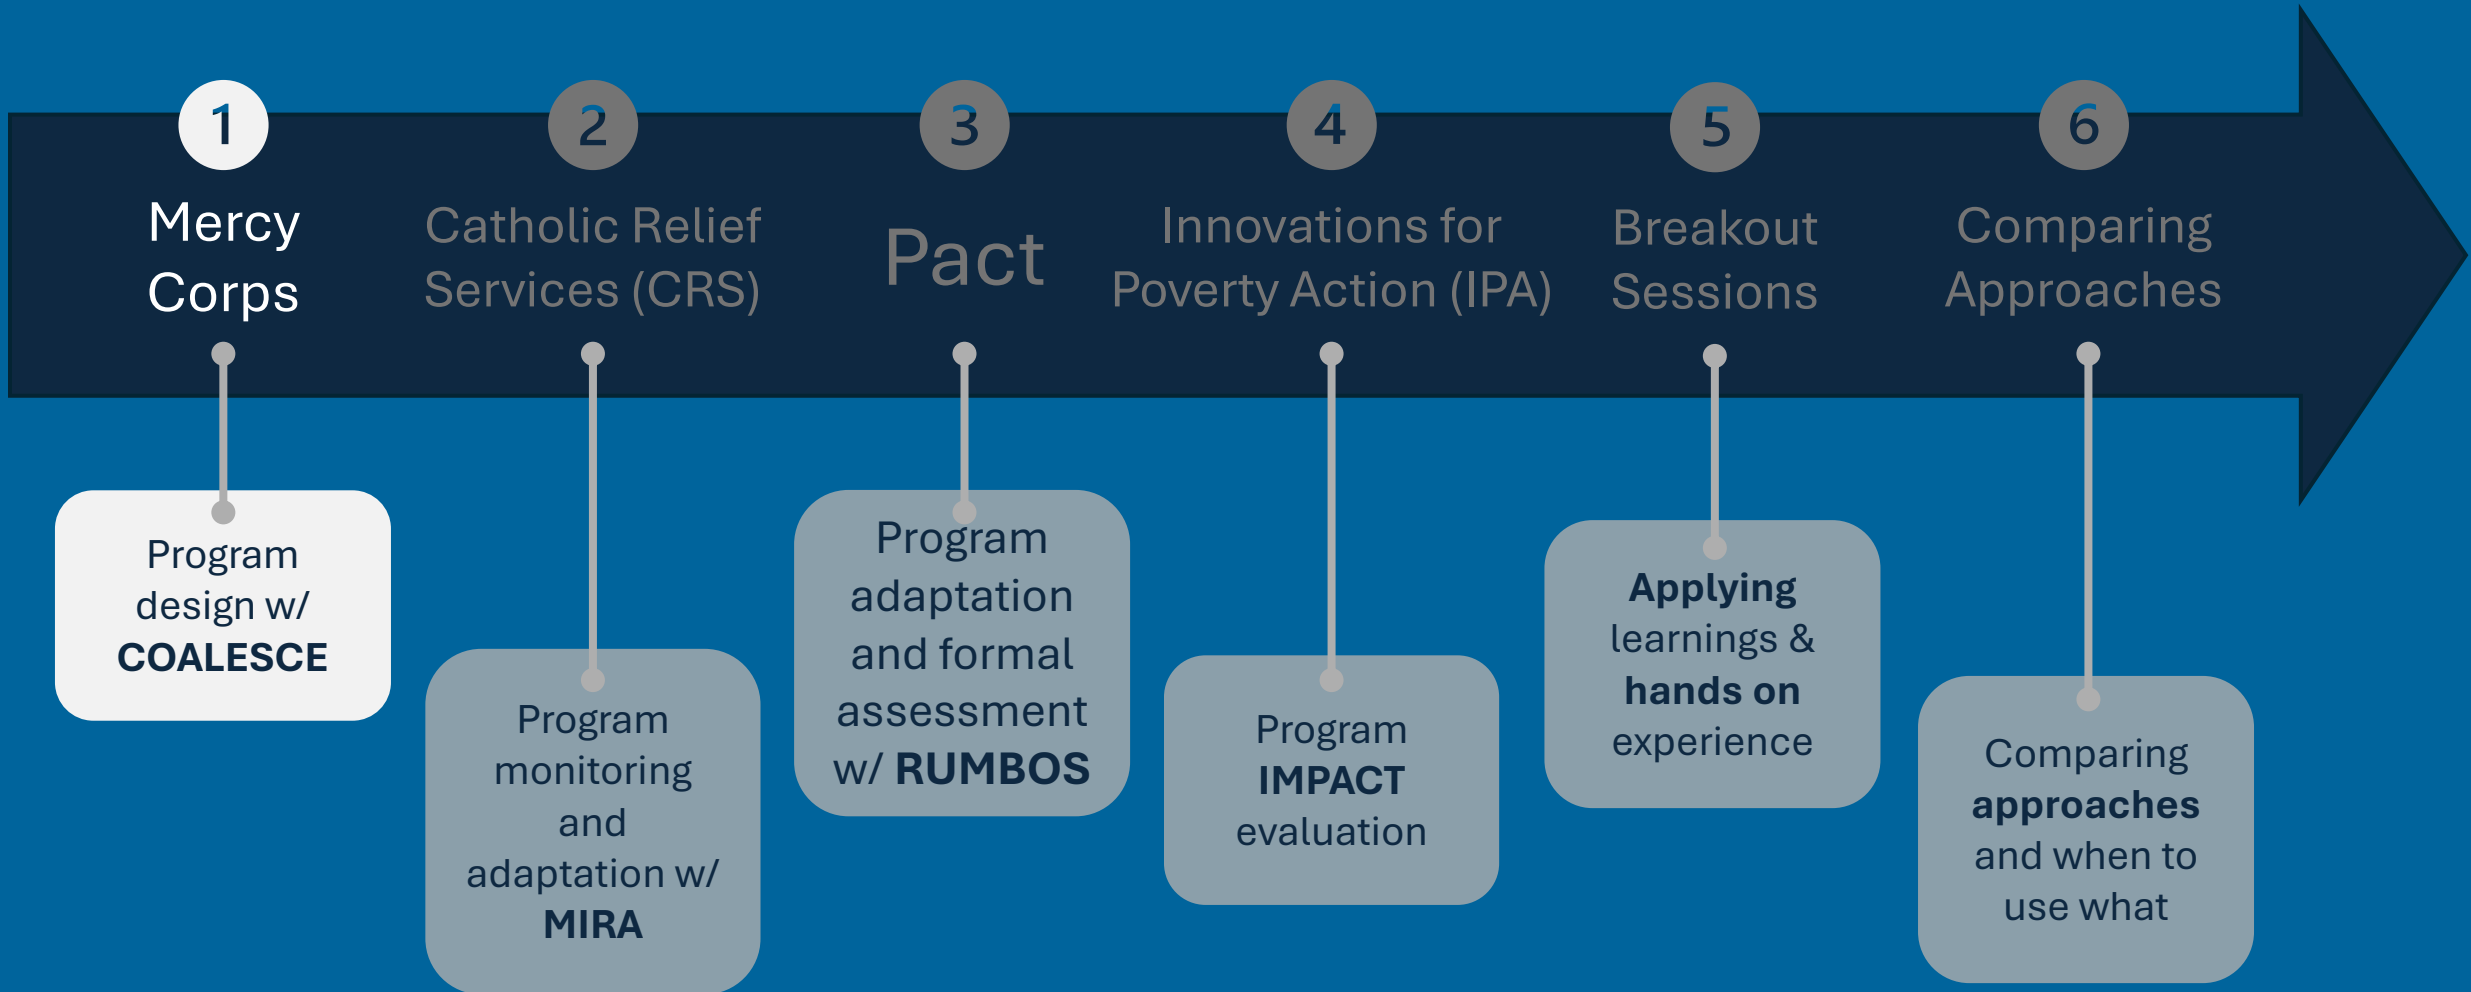 1
Mercy
Corps
Program
design w/
COALESCE
2
Catholic Relief
Services (CRS)
Program
monitoring
and
adaptation w/
MIRA
3
Pact
Program
adaptation
and formal
assessment
w/ RUMBOS
4
Innovations for
Poverty Action (IPA)
Program
IMPACT
evaluation
5
Breakout
Sessions
Applying
learnings &
hands on
experience
6
Comparing
Approaches
Comparing
approaches
and when to
use what